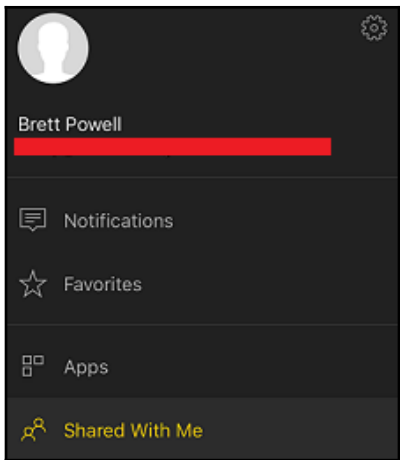 Brett Powell
Notifications
Favorites
Apps
Shared With Me